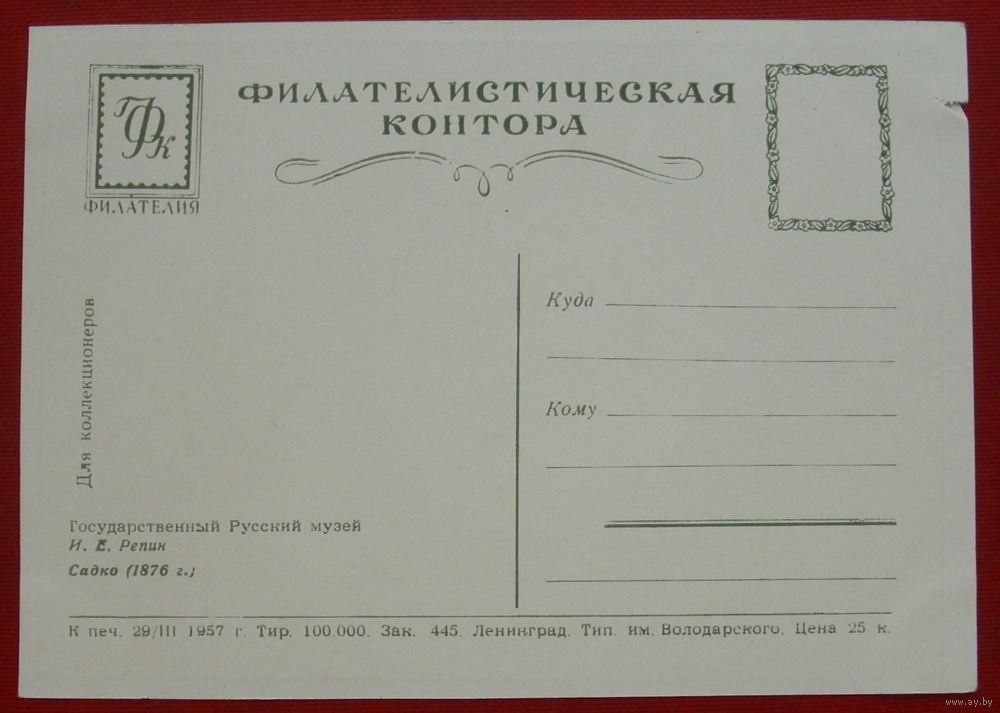 ФИЛАТЕЛИСТИЧЕСКАЯ
КОНТОРА
ГФК
ФИЛАТЕЛИЯ
Для коллекционеров
Куда
Кому
Государственный Русский музей
И. Е. Репин
Садко (1876 г.;
К печ. 29/III 1957 г. Тир. 100.000. Зак. 445. Ленинград. Тип. им. Володарского. Цена 25 к.
www.ay.by